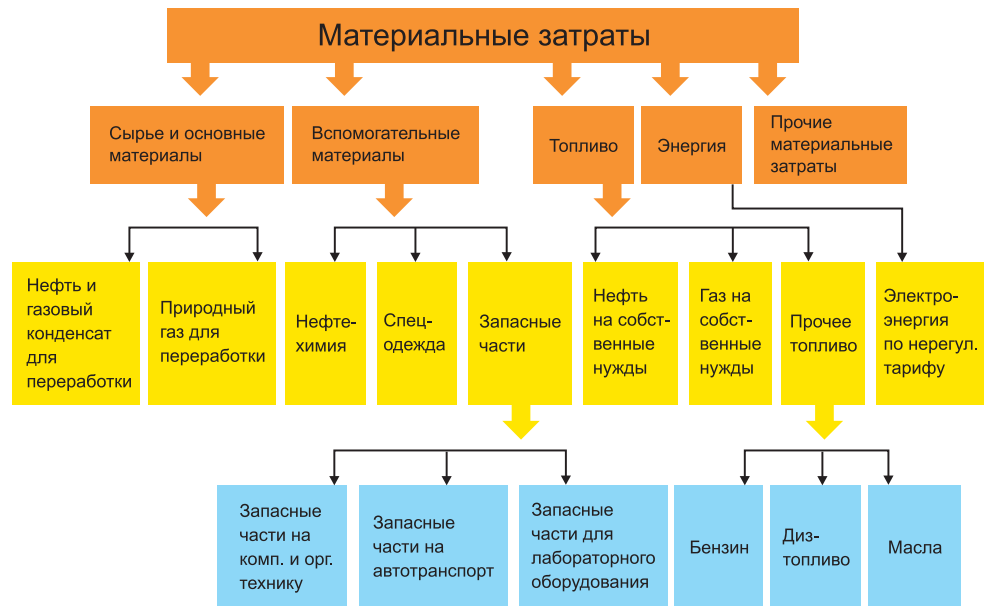 Материальные затраты
Сырье и основные
материалы
Вспомогательные
материалы
Топливо
Энергия
Прочие
материальные
затраты
Нефть и
газовый
конденсат
для
переработки
Природный
газ для
переработки
Нефте-
химия
Спец-
одежда
Запасные
части
Нефть
на собст-
венные
нужды
Газ на
собст-
венные
нужды
Прочее
топливо
Электро-
энергия
по нерегул.
тарифу
Запасные
части на
комп. и орг.
технику
Запасные
части на
автотранспорт
Запасные
части для
лабораторного
оборудования
Бензин
Диз-
топливо
Масла